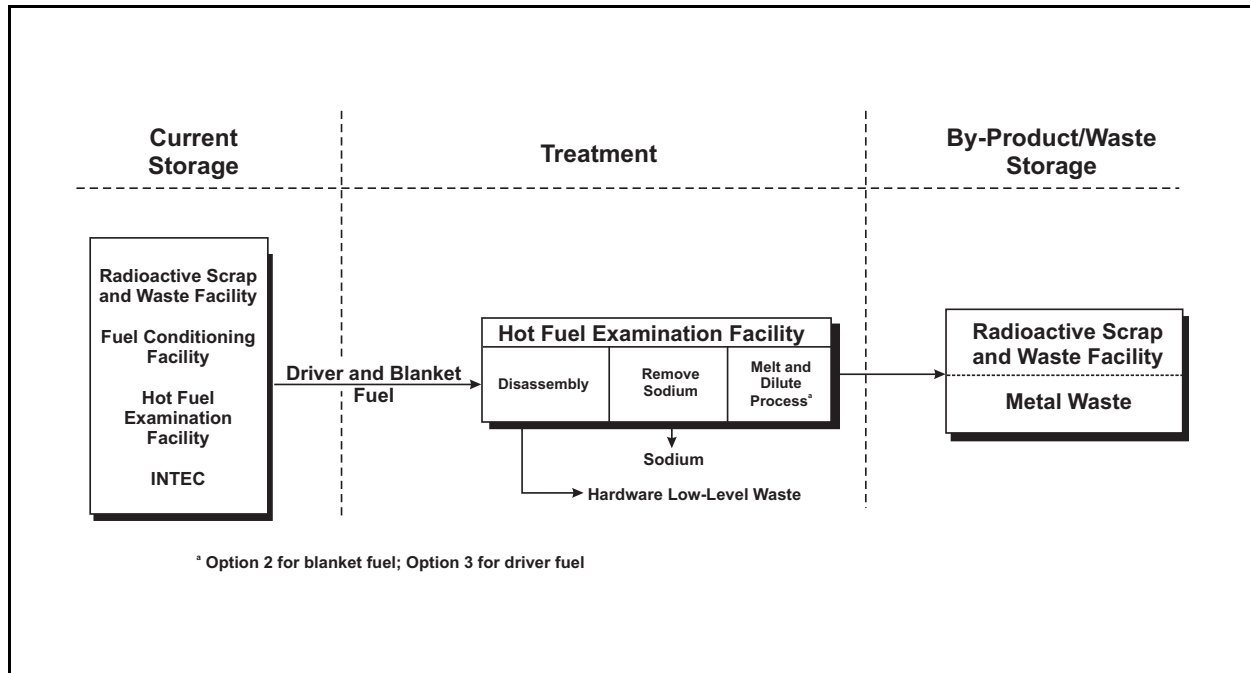 Current
Storage
Treatment
By-Product/Waste
Storage
Radioactive Scrap
and Waste Facility
Fuel Conditioning
Facility
Hot Fuel
Examination
Facility
INTEC
Driver and Blanket
Fuel
Hot Fuel Examination Facility
Disassembly
Remove
Sodium
Melt and
Dilute
Processᵃ
Sodium
Hardware Low-Level Waste
Radioactive Scrap
and Waste Facility
Metal Waste
ᵃ Option 2 for blanket fuel; Option 3 for driver fuel